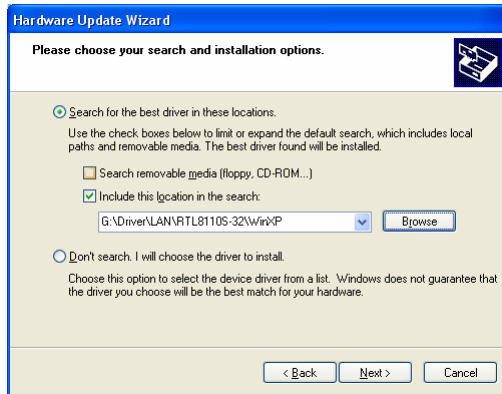 Hardware Update Wizard
Please choose your search and installation options.
Search for the best driver in these locations.
Use the check boxes below to limit or expand the default search, which includes local
paths and removable media. The best driver found will be installed.
Search removable media (floppy, CD-ROM...)
Include this location in the search:
G:\Driver\LAN\RTL8110S-32\WinXP
Browse
Don't search. I will choose the driver to install.
Choose this option to select the device driver from a list. Windows does not guarantee that
the driver you choose will be the best match for your hardware.
< Back Next > Cancel